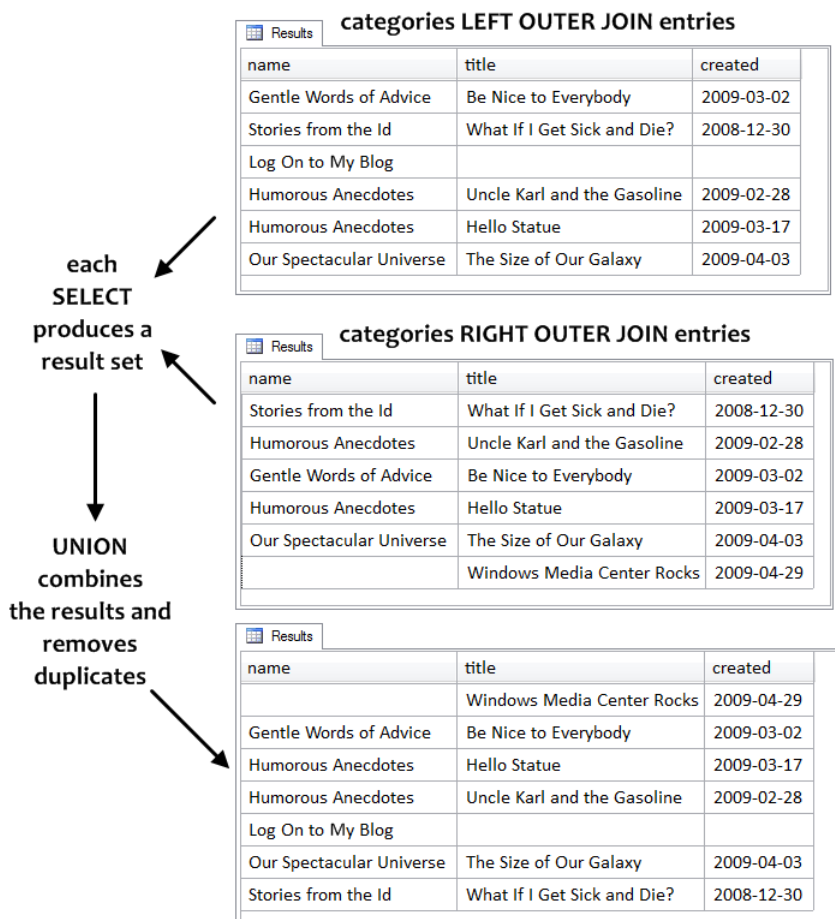 categories LEFT OUTER JOIN entries
Results
name title created
Gentle Words of Advice Be Nice to Everybody 2009-03-02
Stories from the Id What If I Get Sick and Die? 2008-12-30
Log On to My Blog
Humorous Anecdotes Uncle Karl and the Gasoline 2009-02-28
Humorous Anecdotes Hello Statue 2009-03-17
Our Spectacular Universe The Size of Our Galaxy 2009-04-03
each
SELECT
produces a
result set
categories RIGHT OUTER JOIN entries
Results
name title created
Stories from the Id What If I Get Sick and Die? 2008-12-30
Humorous Anecdotes Uncle Karl and the Gasoline 2009-02-28
Gentle Words of Advice Be Nice to Everybody 2009-03-02
Humorous Anecdotes Hello Statue 2009-03-17
Our Spectacular Universe The Size of Our Galaxy 2009-04-03
Windows Media Center Rocks 2009-04-29
UNION
combines
the results and
removes
duplicates
Results
name title created
Windows Media Center Rocks 2009-04-29
Gentle Words of Advice Be Nice to Everybody 2009-03-02
Humorous Anecdotes Hello Statue 2009-03-17
Humorous Anecdotes Uncle Karl and the Gasoline 2009-02-28
Log On to My Blog
Our Spectacular Universe The Size of Our Galaxy 2009-04-03
Stories from the Id What If I Get Sick and Die? 2008-12-30